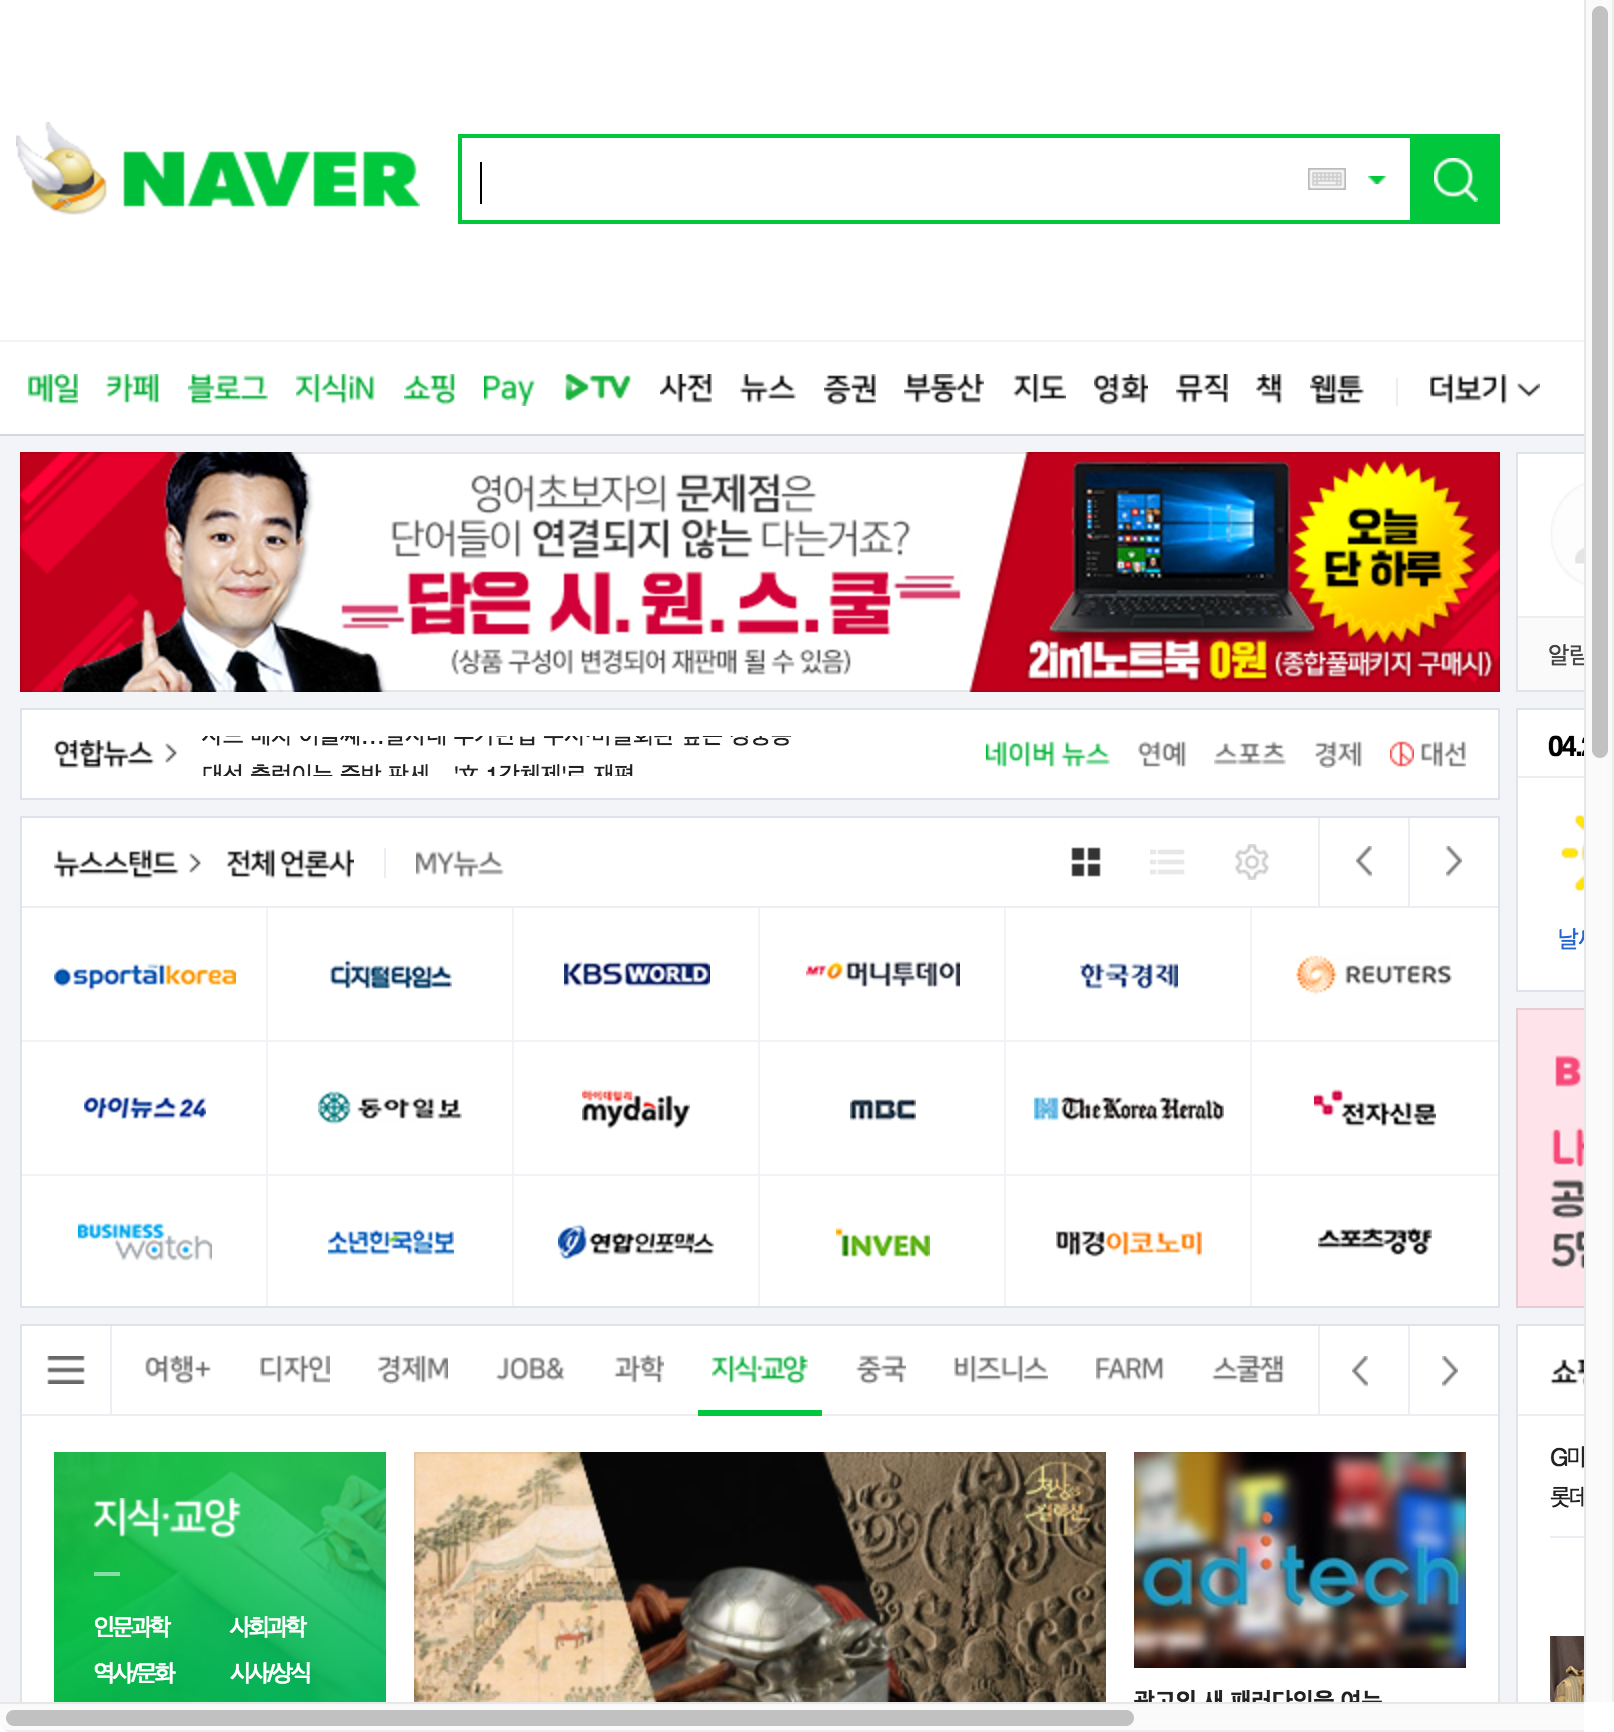 NAVER
메일 카페 블로그 지식iN 쇼핑 Pay TV 사전 뉴스 증권 부동산 지도 영화 뮤직 책 웹툰 더보기
영어초보자의 문제점은
단어들이 연결되지 않는 다는거죠?
답은 시.원.스.쿨
(상품 구성이 변경되어 재판매 될 수 있음)
오늘
단 하루
2in1노트북 0원 (종합풀패키지 구매시)
알림
연합뉴스
네이버 뉴스 연예 스포츠 경제 대선
04.
뉴스스탠드 전체 언론사 MY뉴스
sportalkorea 디지털타임스 KBS WORLD MTO 머니투데이 한국경제 REUTERS
날씨
아이뉴스24 동아일보 마이데일리 mydaily MBC The Korea Herald 전자신문
BUSINESS watch 소년한국일보 연합인포맥스 INVEN 매경이코노미 스포츠경향
B
나
공
여행+ 디자인 경제M JOB& 과학 지식·교양 중국 비즈니스 FARM 스쿨잼
쇼핑
지식·교양
인문과학 사회과학
역사/문화 시사/상식
천상의 컬렉션
ad:tech
G마
롯데
광고의 새 패러다임을 여는